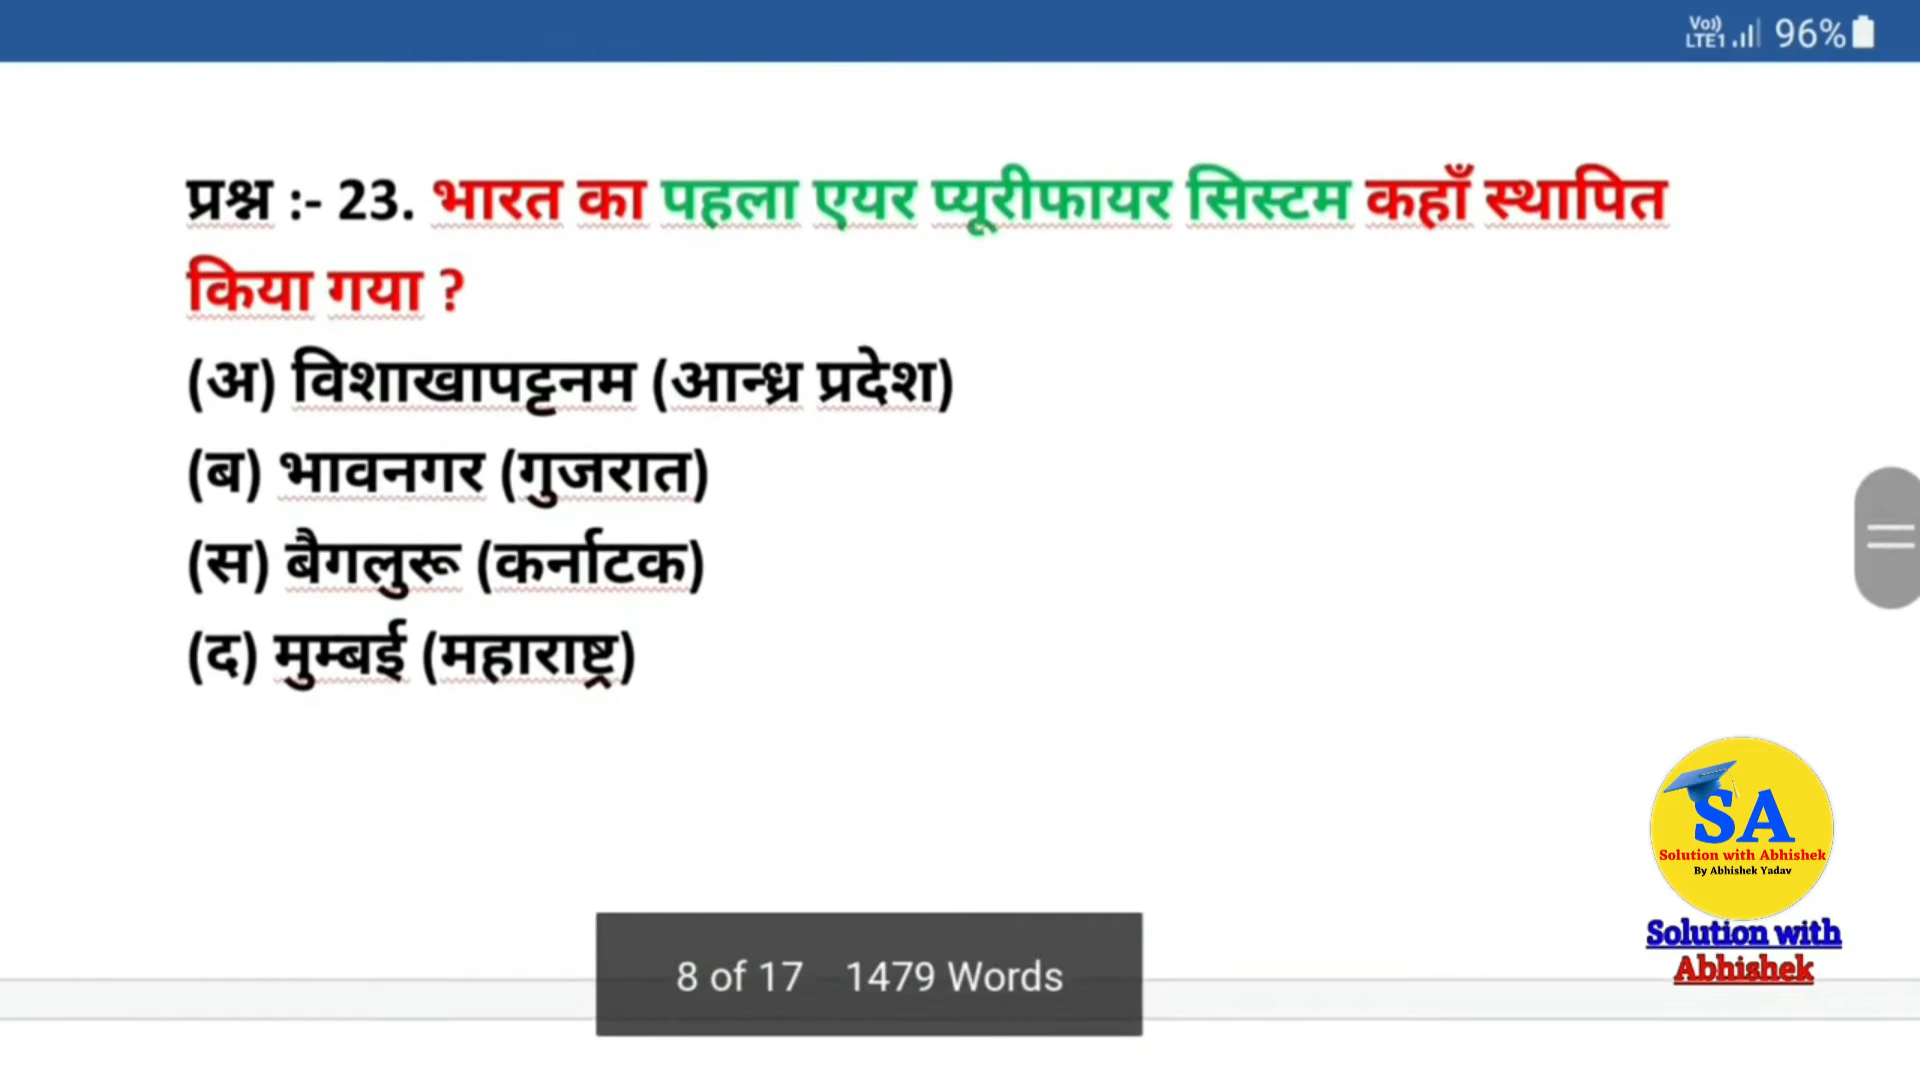 Vo)) LTE1 96%
प्रश्न :- 23. भारत का पहला एयर प्यूरीफायर सिस्टम कहाँ स्थापित
किया गया ?
(अ) विशाखापट्टनम (आन्ध्र प्रदेश)
(ब) भावनगर (गुजरात)
(स) बैगलुरू (कर्नाटक)
(द) मुम्बई (महाराष्ट्र)
SA
Solution with Abhishek
By Abhishek Yadav
Solution with
Abhishek
8 of 17 1479 Words